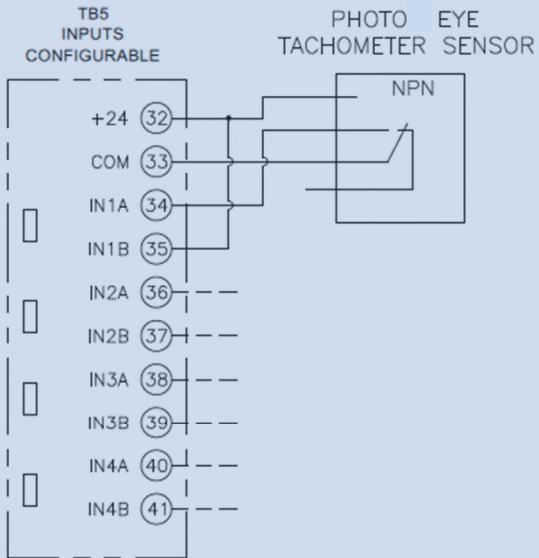 TB5
INPUTS
CONFIGURABLE
PHOTO EYE
TACHOMETER SENSOR
NPN
+24 32
COM 33
IN1A 34
IN1B 35
IN2A 36
IN2B 37
IN3A 38
IN3B 39
IN4A 40
IN4B 41